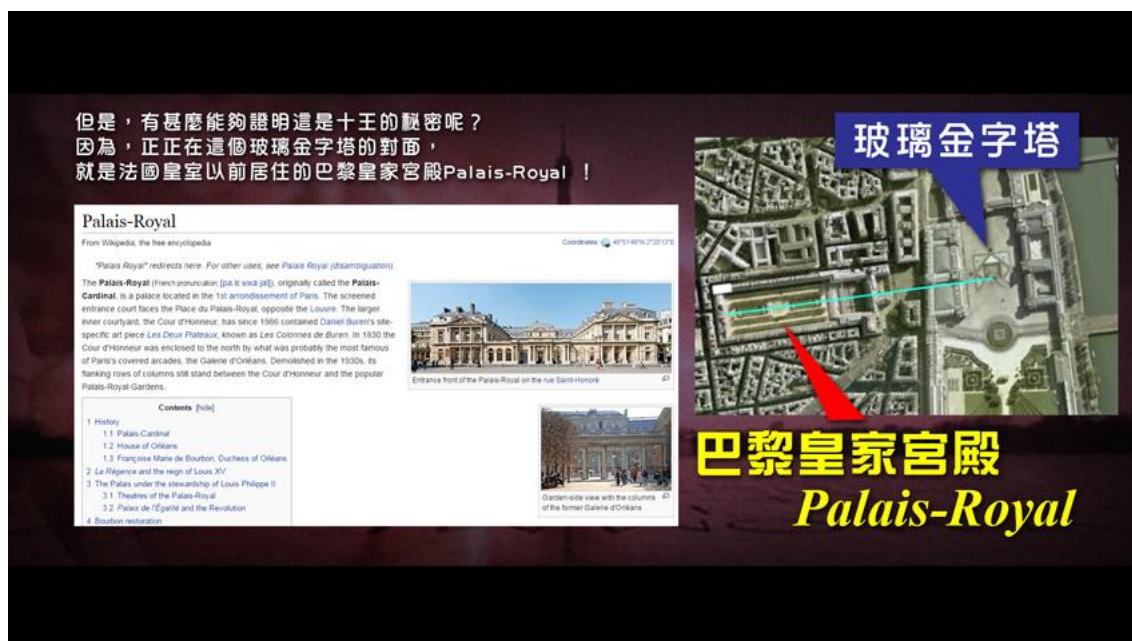 但是，有甚麼能夠證明這是十王的秘密呢？
因為，正正在這個玻璃金字塔的對面，
就是法國皇室以前居住的巴黎皇家宮殿Palais-Royal ！
Palais-Royal
From Wikipedia, the free encyclopedia
Coordinates: 48°51′49″N 2°20′13″E
"Palais Royal" redirects here. For other uses, see Palais Royal (disambiguation).
The Palais-Royal (French pronunciation: [pa.lɛ ʁwa.jal]), originally called the Palais-
Cardinal, is a palace located in the 1st arrondissement of Paris. The screened
entrance court faces the Place du Palais-Royal, opposite the Louvre. The larger
inner courtyard, the Cour d'Honneur, has since 1986 contained Daniel Buren's site-
specific art piece Les Deux Plateaux, known as Les Colonnes de Buren. In 1830 the
Cour d'Honneur was enclosed to the north by what was probably the most famous
of Paris's covered arcades, the Galerie d'Orléans. Demolished in the 1930s, its
flanking rows of columns still stand between the Cour d'Honneur and the popular
Palais-Royal Gardens.
Entrance front of the Palais-Royal on the rue Saint-Honoré
Contents [hide]
1 History
1.1 Palais-Cardinal
1.2 House of Orléans
1.3 Françoise Marie de Bourbon, Duchess of Orléans
2 La Régence and the reign of Louis XV
3 The Palais under the stewardship of Louis Philippe II
3.1 Theatres of the Palais-Royal
3.2 Palais de l'Égalité and the Revolution
4 Bourbon restoration
Garden-side view with the columns
of the former Galerie d'Orléans
玻璃金字塔
巴黎皇家宮殿
Palais-Royal